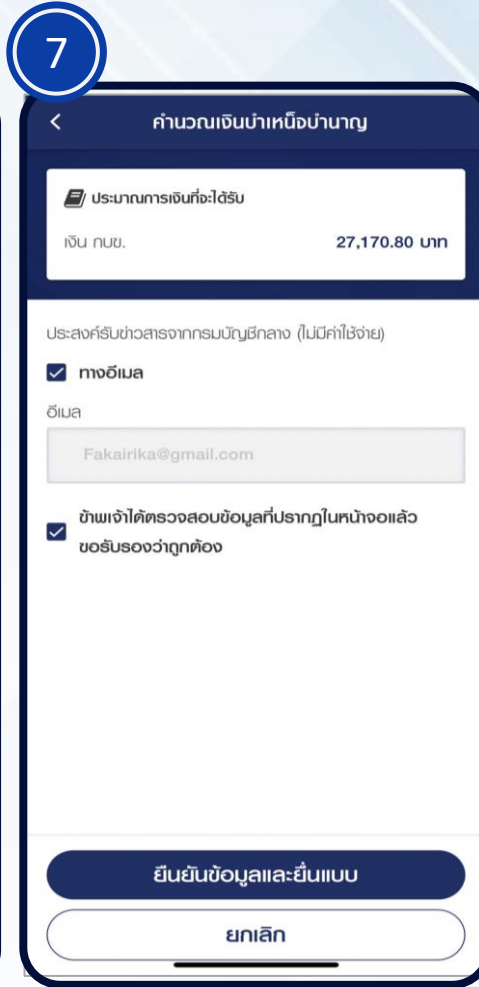 7
คำนวณเงินบำเหน็จบำนาญ
ประมาณการเงินที่จะได้รับ
เงิน กบข. 27,170.80 บาท
ประสงค์รับข่าวสารจากกรมบัญชีกลาง (ไม่มีค่าใช้จ่าย)
ทางอีเมล
อีเมล
Fakairika@gmail.com
ข้าพเจ้าได้ตรวจสอบข้อมูลที่ปรากฏในหน้าจอแล้ว
ขอรับรองว่าถูกต้อง
ยืนยันข้อมูลและยื่นแบบ
ยกเลิก